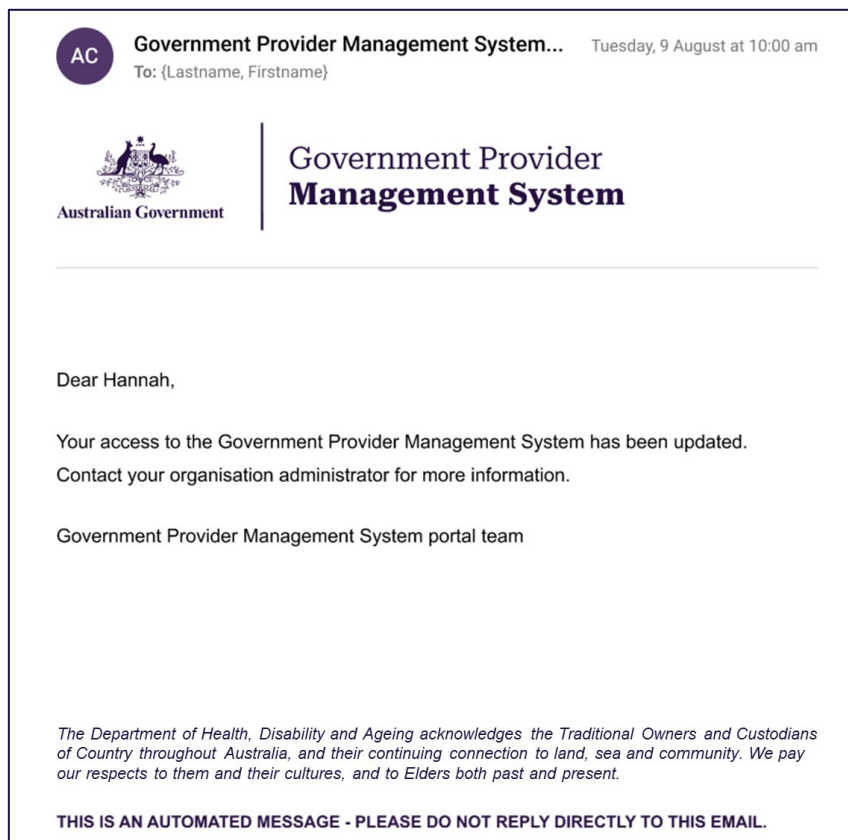 AC
Government Provider Management System...
Tuesday, 9 August at 10:00 am
To: {Lastname, Firstname}
Australian Government
Government Provider
Management System
Dear Hannah,
Your access to the Government Provider Management System has been updated.
Contact your organisation administrator for more information.
Government Provider Management System portal team
The Department of Health, Disability and Ageing acknowledges the Traditional Owners and Custodians
of Country throughout Australia, and their continuing connection to land, sea and community. We pay
our respects to them and their cultures, and to Elders both past and present.
THIS IS AN AUTOMATED MESSAGE - PLEASE DO NOT REPLY DIRECTLY TO THIS EMAIL.